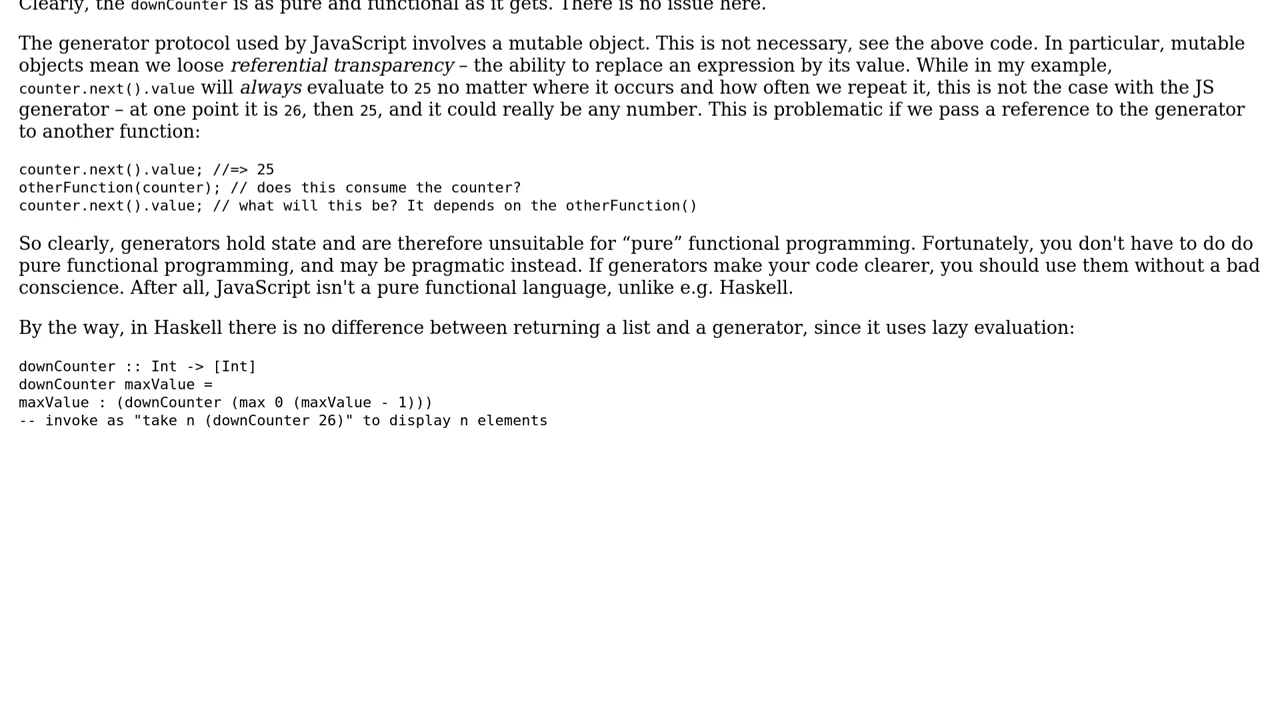 Clearly, the downCounter is as pure and functional as it gets. There is no issue here.
The generator protocol used by JavaScript involves a mutable object. This is not necessary, see the above code. In particular, mutable
objects mean we loose referential transparency – the ability to replace an expression by its value. While in my example,
counter.next().value will always evaluate to 25 no matter where it occurs and how often we repeat it, this is not the case with the JS
generator – at one point it is 26, then 25, and it could really be any number. This is problematic if we pass a reference to the generator
to another function:
counter.next().value; //=> 25
otherFunction(counter); // does this consume the counter?
counter.next().value; // what will this be? It depends on the otherFunction()
So clearly, generators hold state and are therefore unsuitable for “pure” functional programming. Fortunately, you don't have to do do
pure functional programming, and may be pragmatic instead. If generators make your code clearer, you should use them without a bad
conscience. After all, JavaScript isn't a pure functional language, unlike e.g. Haskell.
By the way, in Haskell there is no difference between returning a list and a generator, since it uses lazy evaluation:
downCounter :: Int -> [Int]
downCounter maxValue =
maxValue : (downCounter (max 0 (maxValue - 1)))
-- invoke as "take n (downCounter 26)" to display n elements